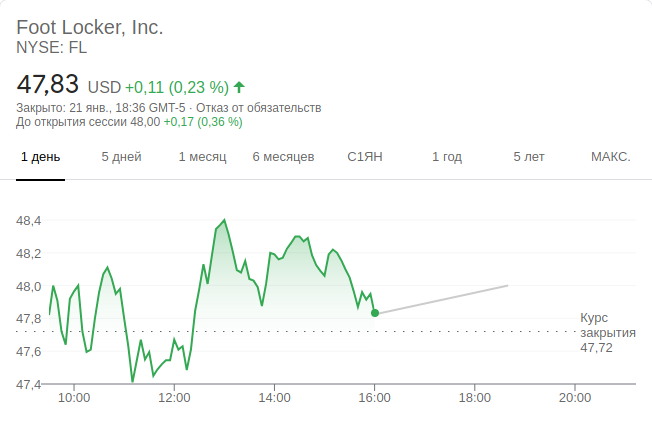 Foot Locker, Inc.
NYSE: FL
47,83 USD +0,11 (0,23 %)
Закрыто: 21 янв., 18:36 GMT-5 · Отказ от обязательств
До открытия сессии 48,00 +0,17 (0,36 %)
1 день 5 дней 1 месяц 6 месяцев С1ЯН 1 год 5 лет МАКС.
48,4
48,2
48,0
47,8
47,6
47,4
Курс
закрытия
47,72
10:00 12:00 14:00 16:00 18:00 20:00